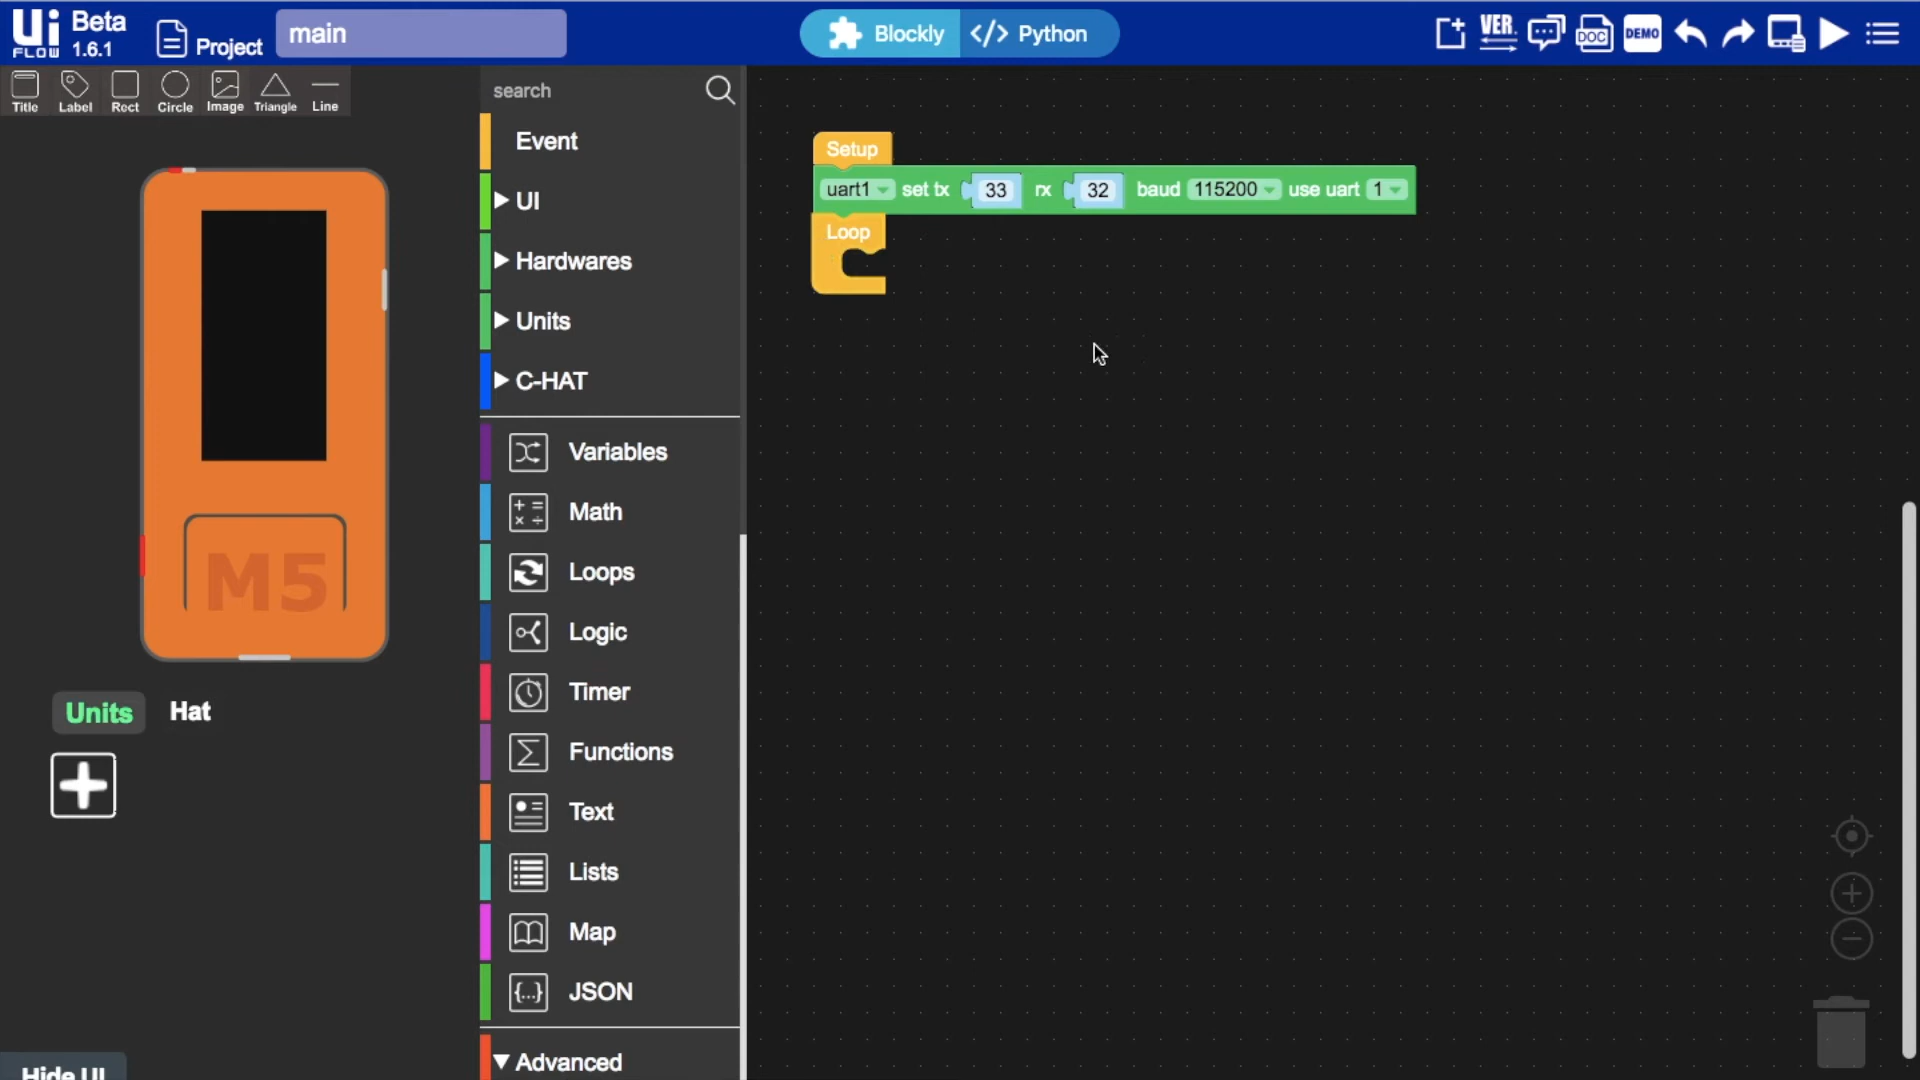 Ui FLOW Beta 1.6.1
Project
main
Blockly
</> Python
VER.
DOC
DEMO
Title
Label
Rect
Circle
Image
Triangle
Line
M5
Units
Hat
Hide UI
search
Event
UI
Hardwares
Units
C-HAT
Variables
Math
Loops
Logic
Timer
Functions
Text
Lists
Map
{...} JSON
Advanced
Setup
uart1 set tx 33 rx 32 baud 115200 use uart 1
Loop